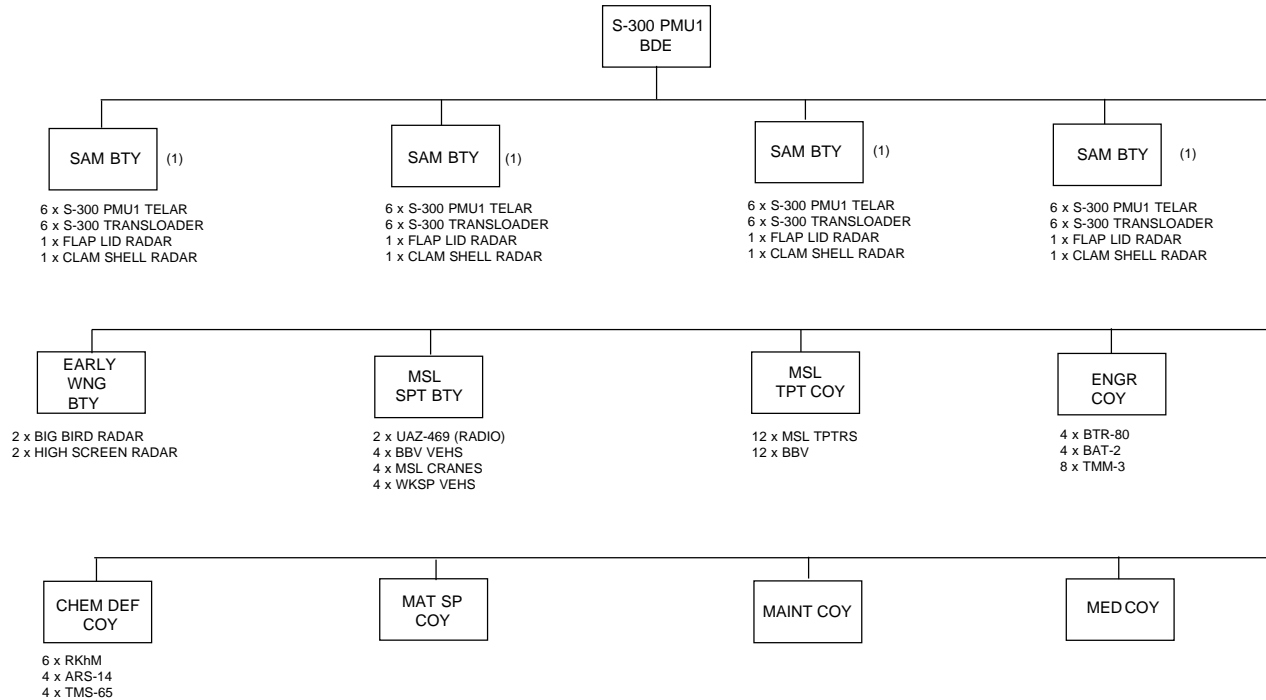 S-300 PMU1
BDE
SAM BTY
(1)
6 x S-300 PMU1 TELAR
6 x S-300 TRANSLOADER
1 x FLAP LID RADAR
1 x CLAM SHELL RADAR
SAM BTY
(1)
6 x S-300 PMU1 TELAR
6 x S-300 TRANSLOADER
1 x FLAP LID RADAR
1 x CLAM SHELL RADAR
SAM BTY
(1)
6 x S-300 PMU1 TELAR
6 x S-300 TRANSLOADER
1 x FLAP LID RADAR
1 x CLAM SHELL RADAR
SAM BTY
(1)
6 x S-300 PMU1 TELAR
6 x S-300 TRANSLOADER
1 x FLAP LID RADAR
1 x CLAM SHELL RADAR
EARLY
WNG
BTY
2 x BIG BIRD RADAR
2 x HIGH SCREEN RADAR
MSL
SPT BTY
2 x UAZ-469 (RADIO)
4 x BBV VEHS
4 x MSL CRANES
4 x WKSP VEHS
MSL
TPT COY
12 x MSL TPTRS
12 x BBV
ENGR
COY
4 x BTR-80
4 x BAT-2
8 x TMM-3
CHEM DEF
COY
6 x RKhM
4 x ARS-14
4 x TMS-65
MAT SP
COY
MAINT COY
MED COY